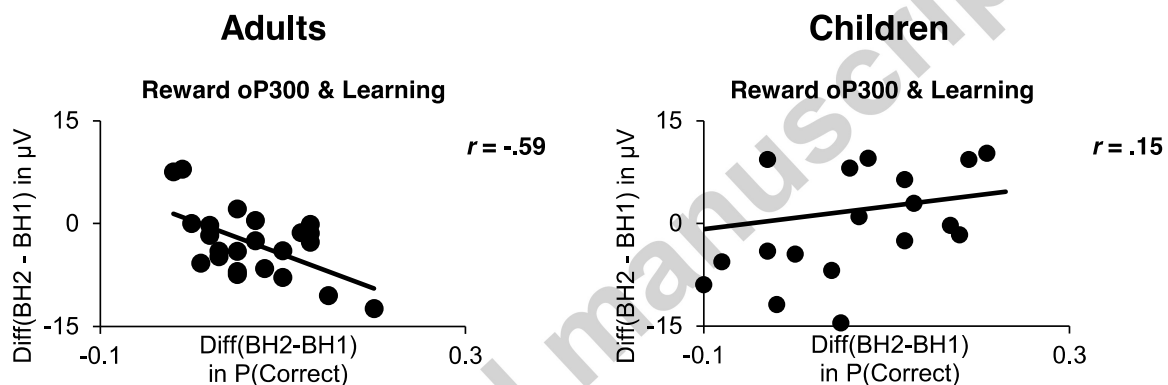 Adults
Reward oP300 & Learning
r = -.59
Diff(BH2 - BH1) in µV
15
0
-15
-0.1
0.3
Diff(BH2-BH1)
in P(Correct)
Children
Reward oP300 & Learning
r = .15
Diff(BH2 - BH1) in µV
15
0
-15
-0.1
0.3
Diff(BH2-BH1)
in P(Correct)
manuscrip